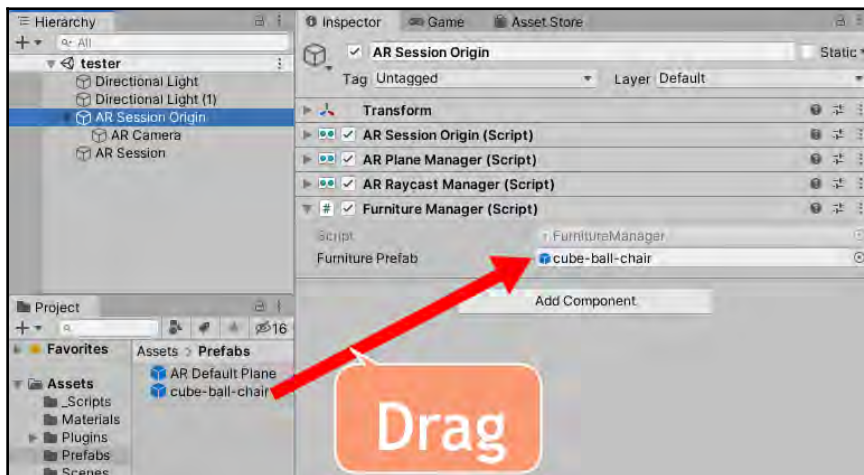 Hierarchy
All
tester
Directional Light
Directional Light (1)
AR Session Origin
AR Camera
AR Session
Inspector
Game
Asset Store
AR Session Origin
Static
Tag Untagged
Layer Default
Transform
AR Session Origin (Script)
AR Plane Manager (Script)
AR Raycast Manager (Script)
# Furniture Manager (Script)
Script
FurnitureManager
Furniture Prefab
cube-ball-chair
Add Component
Project
16
Favorites
Assets
_Scripts
Materials
Plugins
Prefabs
Scenes
Assets > Prefabs
AR Default Plane
cube-ball-chair
Drag